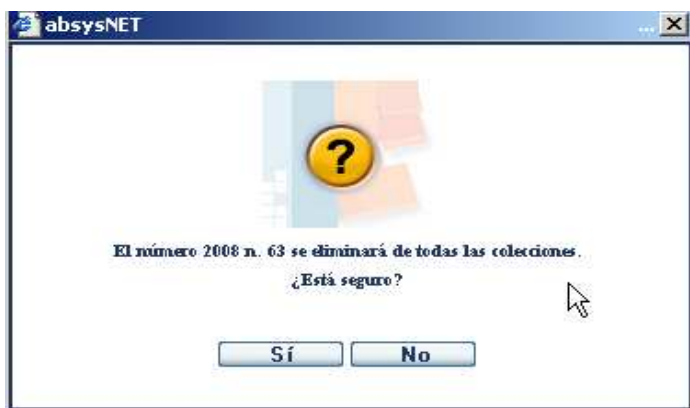 absysNET
...
?
El número 2008 n. 63 se eliminará de todas las colecciones.
¿Está seguro?
Sí
No